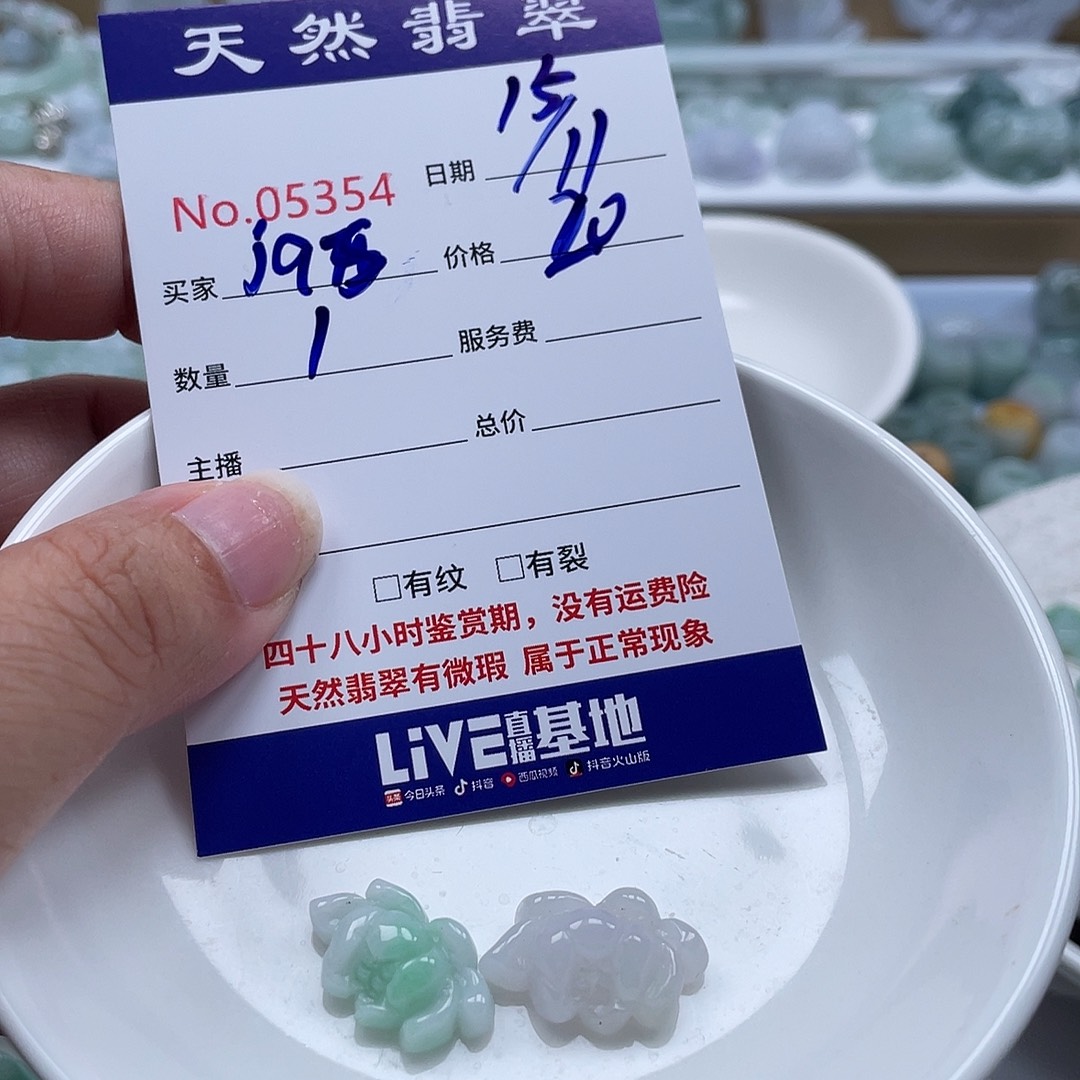 天然翡翠
No.05354 日期 15/11
买家 价格 20
数量 1 服务费
主播 总价
□有纹 □有裂
四十八小时鉴赏期，没有运费险
天然翡翠有微瑕 属于正常现象
LiVE直播基地
头条 今日头条 抖音 西瓜视频 抖音火山版